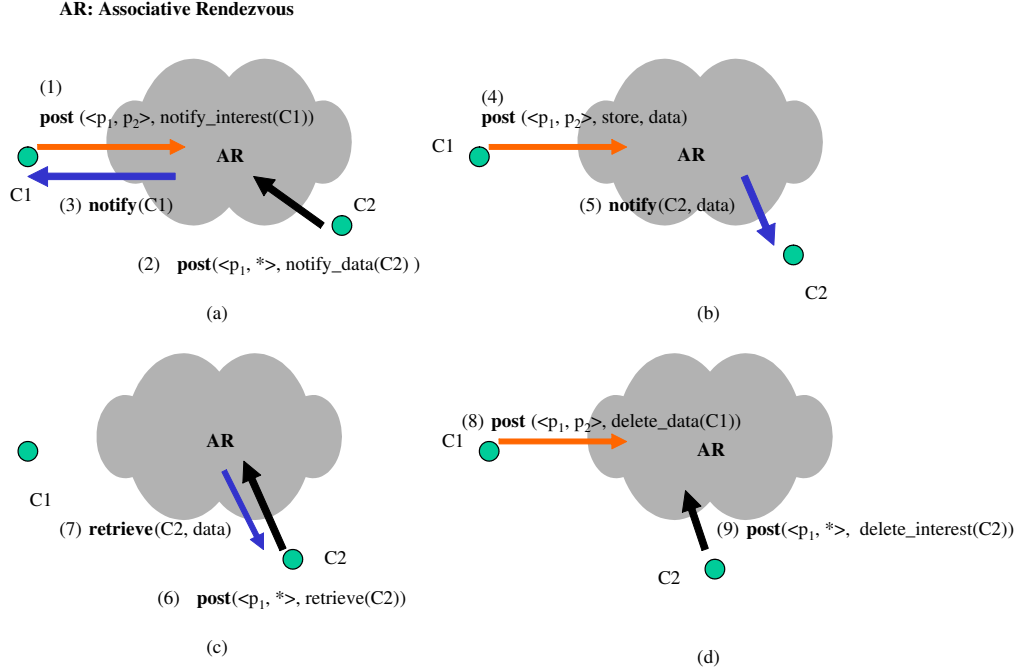 AR: Associative Rendezvous
(1)
post (<p1, p2>, notify_interest(C1))
AR
C1
(3) notify(C1)
C2
(2) post(<p1, *>, notify_data(C2) )
(a)
(4)
post (<p1, p2>, store, data)
C1
AR
(5) notify(C2, data)
C2
(b)
AR
C1
(7) retrieve(C2, data)
C2
(6) post(<p1, *>, retrieve(C2))
(c)
(8) post (<p1, p2>, delete_data(C1))
C1
AR
(9) post(<p1, *>, delete_interest(C2))
C2
(d)